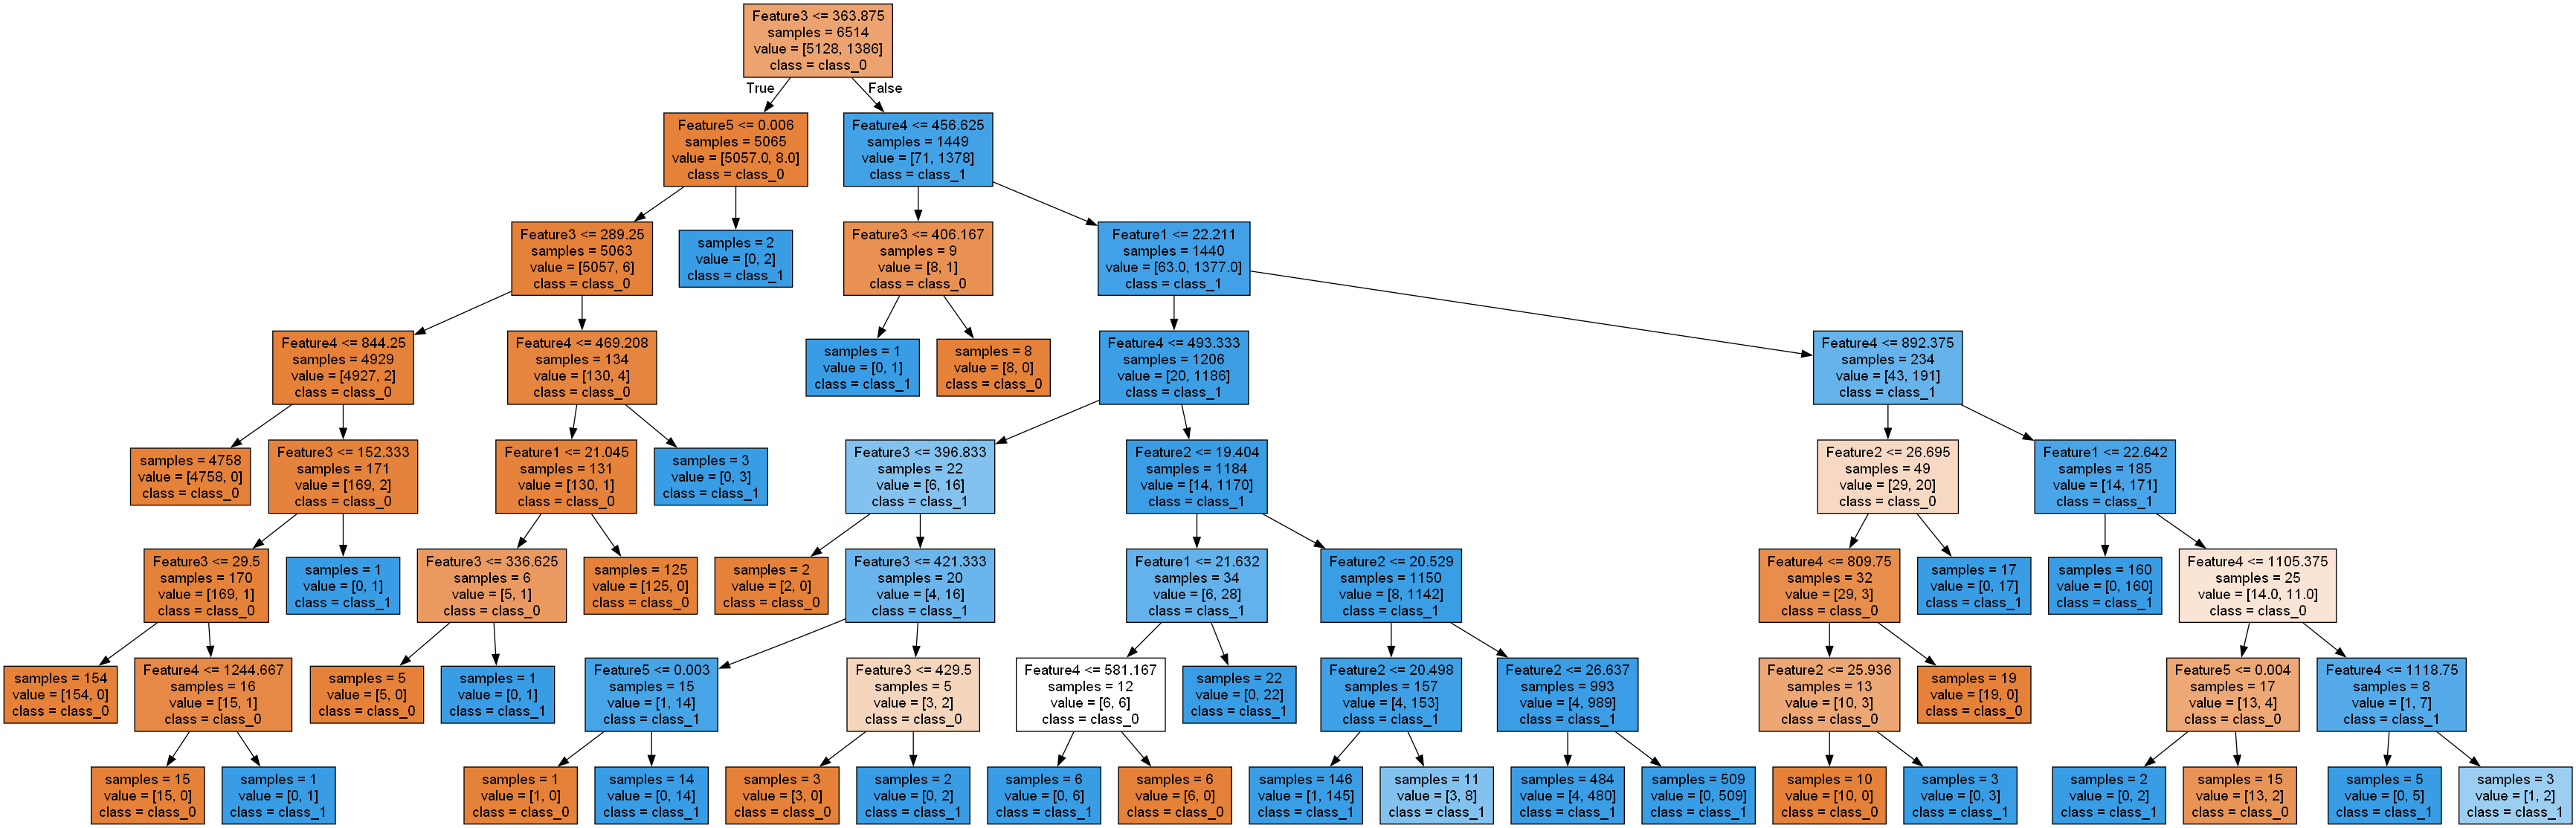 Feature3 <= 363.875
samples = 6514
value = [5128, 1386]
class = class_0
True
False
Feature5 <= 0.006
samples = 5065
value = [5057.0, 8.0]
class = class_0
Feature4 <= 456.625
samples = 1449
value = [71, 1378]
class = class_1
Feature3 <= 289.25
samples = 5063
value = [5057, 6]
class = class_0
samples = 2
value = [0, 2]
class = class_1
Feature3 <= 406.167
samples = 9
value = [8, 1]
class = class_0
Feature1 <= 22.211
samples = 1440
value = [63.0, 1377.0]
class = class_1
Feature4 <= 844.25
samples = 4929
value = [4927, 2]
class = class_0
Feature4 <= 469.208
samples = 134
value = [130, 4]
class = class_0
samples = 1
value = [0, 1]
class = class_1
samples = 8
value = [8, 0]
class = class_0
Feature4 <= 493.333
samples = 1206
value = [20, 1186]
class = class_1
Feature4 <= 892.375
samples = 234
value = [43, 191]
class = class_1
samples = 4758
value = [4758, 0]
class = class_0
Feature3 <= 152.333
samples = 171
value = [169, 2]
class = class_0
Feature1 <= 21.045
samples = 131
value = [130, 1]
class = class_0
samples = 3
value = [0, 3]
class = class_1
Feature3 <= 396.833
samples = 22
value = [6, 16]
class = class_1
Feature2 <= 19.404
samples = 1184
value = [14, 1170]
class = class_1
Feature2 <= 26.695
samples = 49
value = [29, 20]
class = class_0
Feature1 <= 22.642
samples = 185
value = [14, 171]
class = class_1
Feature3 <= 29.5
samples = 170
value = [169, 1]
class = class_0
samples = 1
value = [0, 1]
class = class_1
Feature3 <= 336.625
samples = 6
value = [5, 1]
class = class_0
samples = 125
value = [125, 0]
class = class_0
samples = 2
value = [2, 0]
class = class_0
Feature3 <= 421.333
samples = 20
value = [4, 16]
class = class_1
Feature1 <= 21.632
samples = 34
value = [6, 28]
class = class_1
Feature2 <= 20.529
samples = 1150
value = [8, 1142]
class = class_1
Feature4 <= 809.75
samples = 32
value = [29, 3]
class = class_0
samples = 17
value = [0, 17]
class = class_1
samples = 160
value = [0, 160]
class = class_1
Feature4 <= 1105.375
samples = 25
value = [14.0, 11.0]
class = class_0
samples = 154
value = [154, 0]
class = class_0
Feature4 <= 1244.667
samples = 16
value = [15, 1]
class = class_0
samples = 5
value = [5, 0]
class = class_0
samples = 1
value = [0, 1]
class = class_1
Feature5 <= 0.003
samples = 15
value = [1, 14]
class = class_1
Feature3 <= 429.5
samples = 5
value = [3, 2]
class = class_0
Feature4 <= 581.167
samples = 12
value = [6, 6]
class = class_0
samples = 22
value = [0, 22]
class = class_1
Feature2 <= 20.498
samples = 157
value = [4, 153]
class = class_1
Feature2 <= 26.637
samples = 993
value = [4, 989]
class = class_1
Feature2 <= 25.936
samples = 13
value = [10, 3]
class = class_0
samples = 19
value = [19, 0]
class = class_0
Feature5 <= 0.004
samples = 17
value = [13, 4]
class = class_0
Feature4 <= 1118.75
samples = 8
value = [1, 7]
class = class_1
samples = 15
value = [15, 0]
class = class_0
samples = 1
value = [0, 1]
class = class_1
samples = 1
value = [1, 0]
class = class_0
samples = 14
value = [0, 14]
class = class_1
samples = 3
value = [3, 0]
class = class_0
samples = 2
value = [0, 2]
class = class_1
samples = 6
value = [0, 6]
class = class_1
samples = 6
value = [6, 0]
class = class_0
samples = 146
value = [1, 145]
class = class_1
samples = 11
value = [3, 8]
class = class_1
samples = 484
value = [4, 480]
class = class_1
samples = 509
value = [0, 509]
class = class_1
samples = 10
value = [10, 0]
class = class_0
samples = 3
value = [0, 3]
class = class_1
samples = 2
value = [0, 2]
class = class_1
samples = 15
value = [13, 2]
class = class_0
samples = 5
value = [0, 5]
class = class_1
samples = 3
value = [1, 2]
class = class_1